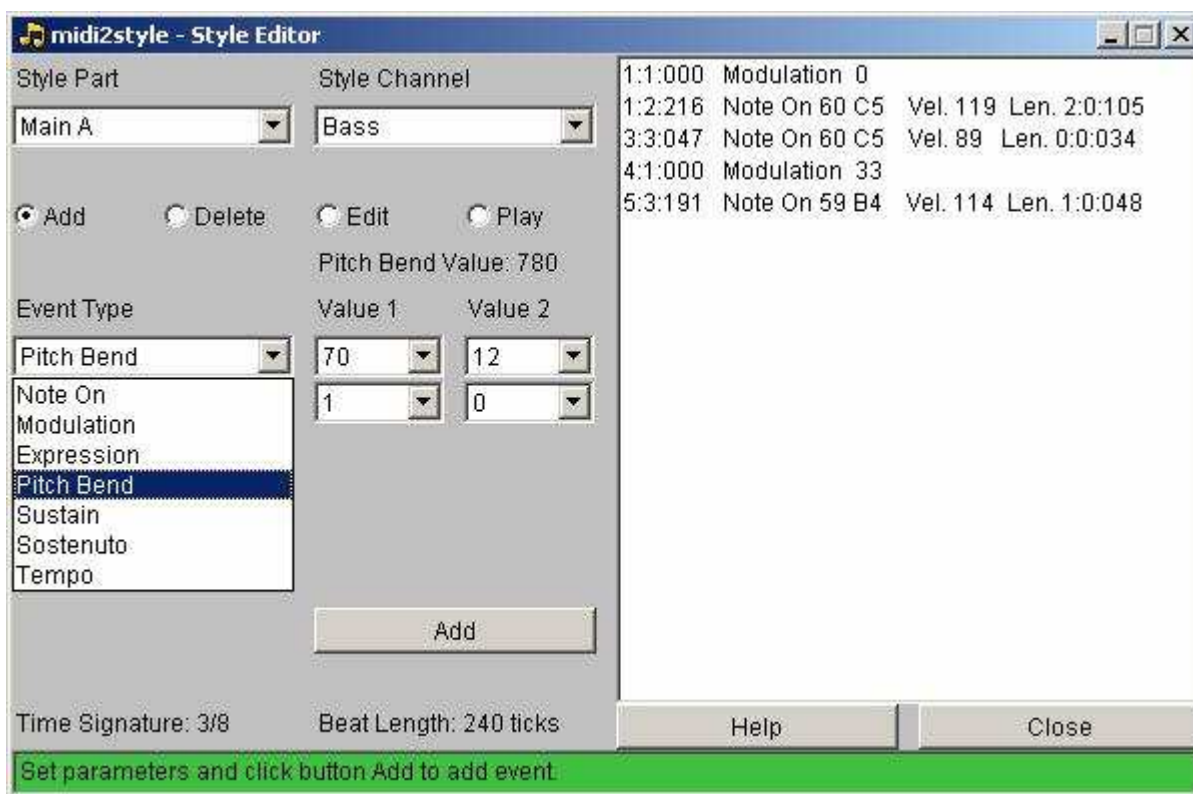 midi2style - Style Editor
Style Part
Style Channel
Main A
Bass
Add
Delete
Edit
Play
Pitch Bend Value: 780
Event Type
Value 1
Value 2
Pitch Bend
70
12
Note On
Modulation
Expression
Pitch Bend
Sustain
Sostenuto
Tempo
1
0
Add
Time Signature: 3/8
Beat Length: 240 ticks
1:1:000 Modulation 0
1:2:216 Note On 60 C5 Vel. 119 Len. 2:0:105
3:3:047 Note On 60 C5 Vel. 89 Len. 0:0:034
4:1:000 Modulation 33
5:3:191 Note On 59 B4 Vel. 114 Len. 1:0:048
Help
Close
Set parameters and click button Add to add event.